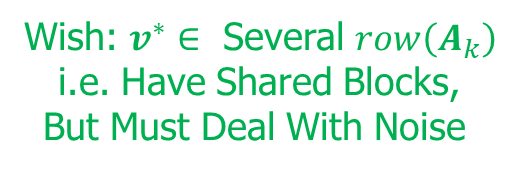 Wish: 𝒗* ∈ Several 𝑟𝑜𝑤(𝑨ₖ)
i.e. Have Shared Blocks,
But Must Deal With Noise